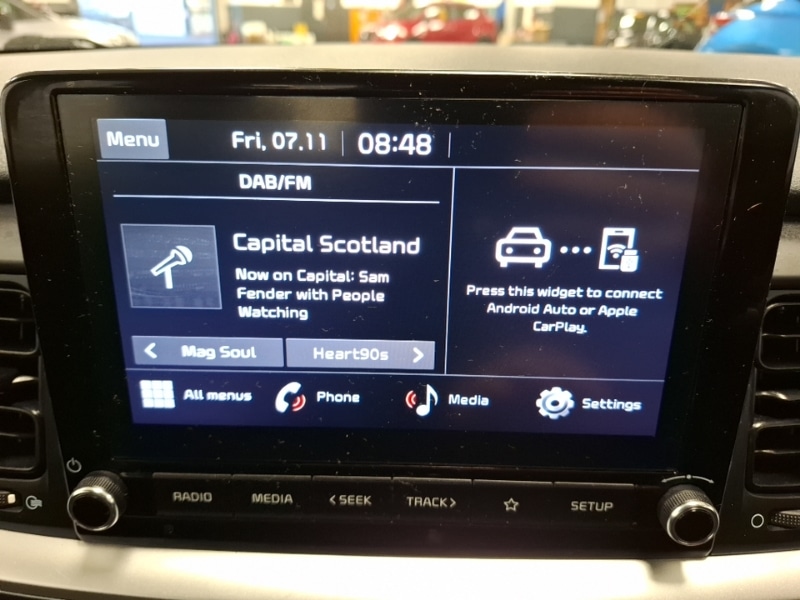 Menu
Fri, 07.11
08:48
DAB/FM
Capital Scotland
Now on Capital: Sam
Fender with People
Watching
Mag Soul
Heart90s
Press this widget to connect
Android Auto or Apple
CarPlay.
All menus
Phone
Media
Settings
RADIO
MEDIA
< SEEK
TRACK >
SETUP